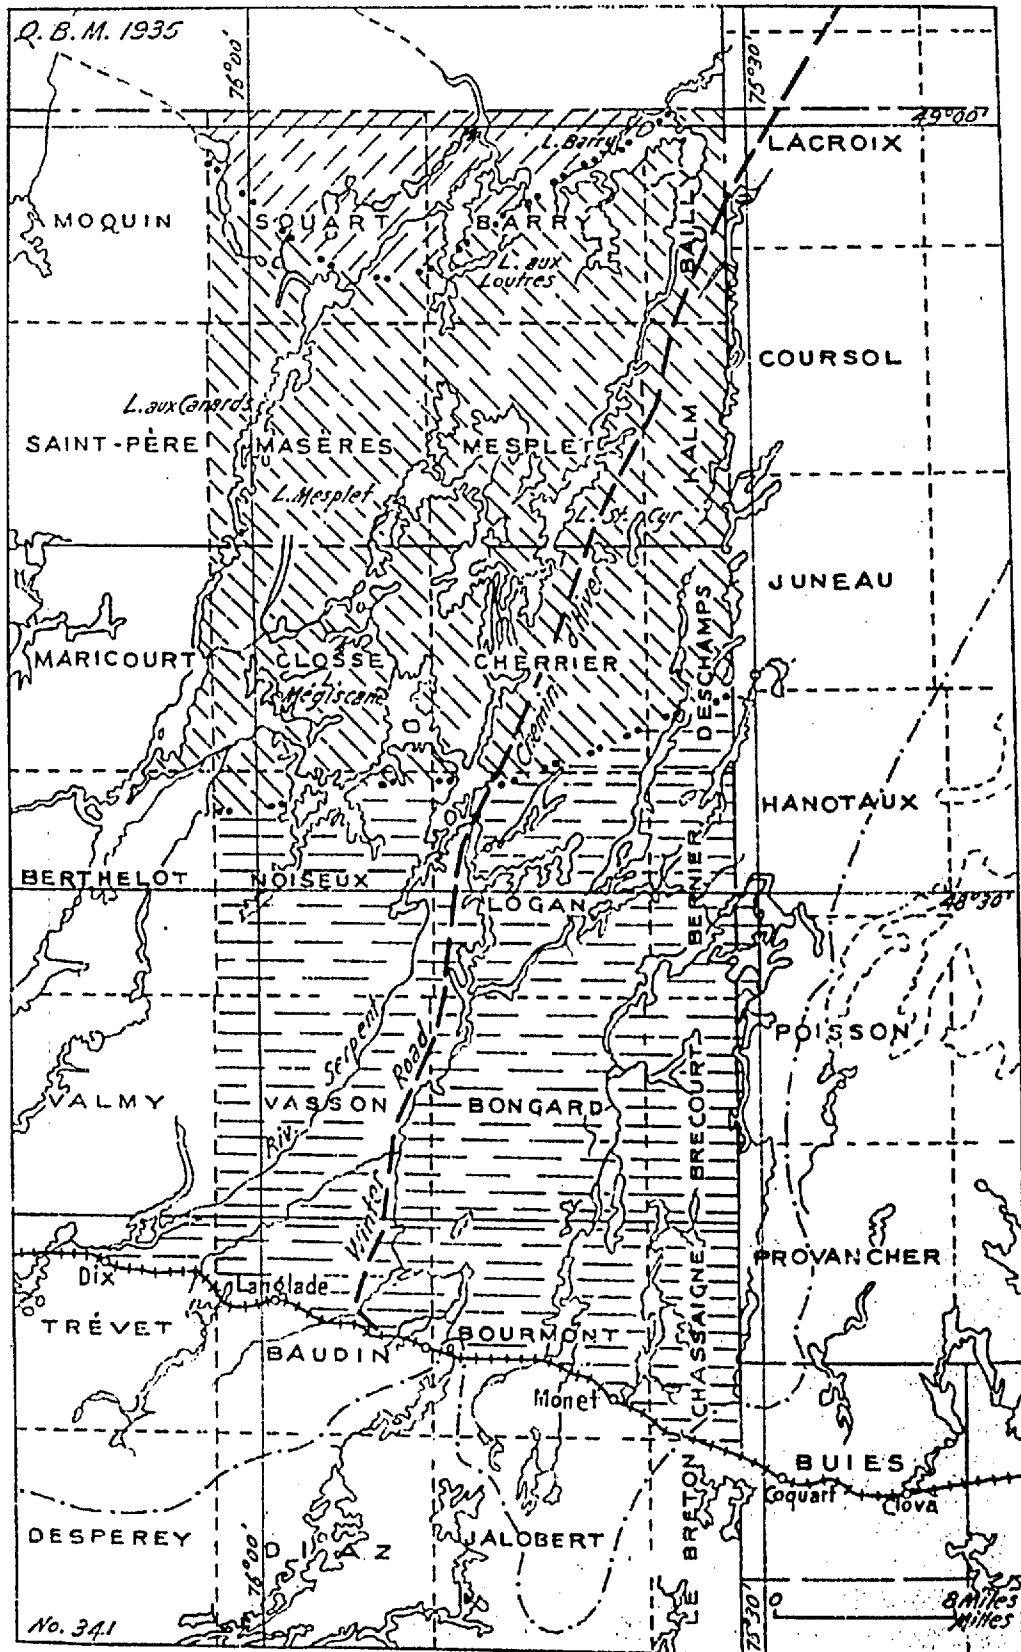 Q. B. M. 1935
76°00'
75°30'
49°00'
LACROIX
L. Barry
MOQUIN
SOUART
BARRY
BAILLY
L. aux
Loutres
COURSOL
L. aux Canards
SAINT-PÈRE
MASÈRES
MESPLET
KALM
L. Mesplet
L. St. Cyr
JUNEAU
d'Hiver
DESCHAMPS
MARICOURT
CLOSSE
CHERRIER
L.
Mégiscane
Chemin
HANOTAUX
BERTHELOT
NOISEUX
LOGAN
BERNIER
48°30'
POISSON
Serpent
Road
VALMY
VASSON
BONGARD
BRECOURT
Riv.
Winter
PROVANCHER
Dix
Langlade
TRÉVET
BAUDIN
BOURMONT
CHASSAIGNE
Monet
BUIES
Coquart
Clova
DESPEREY
DIAZ
JALOBERT
LE BRETON
76°00'
75°30'
0
8 Miles
Milles
No. 341